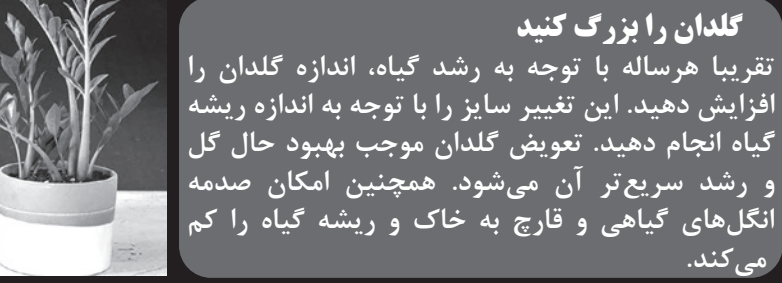 گلدان را بزرگ کنید
تقریبا هرساله با توجه به رشد گیاه، اندازه گلدان را
افزایش دهید. این تغییر سایز را با توجه به اندازه ریشه
گیاه انجام دهید. تعویض گلدان موجب بهبود حال گل
و رشد سریع‌تر آن می‌شود. همچنین امکان صدمه
انگل‌های گیاهی و قارچ به خاک و ریشه گیاه را کم
می‌کند.